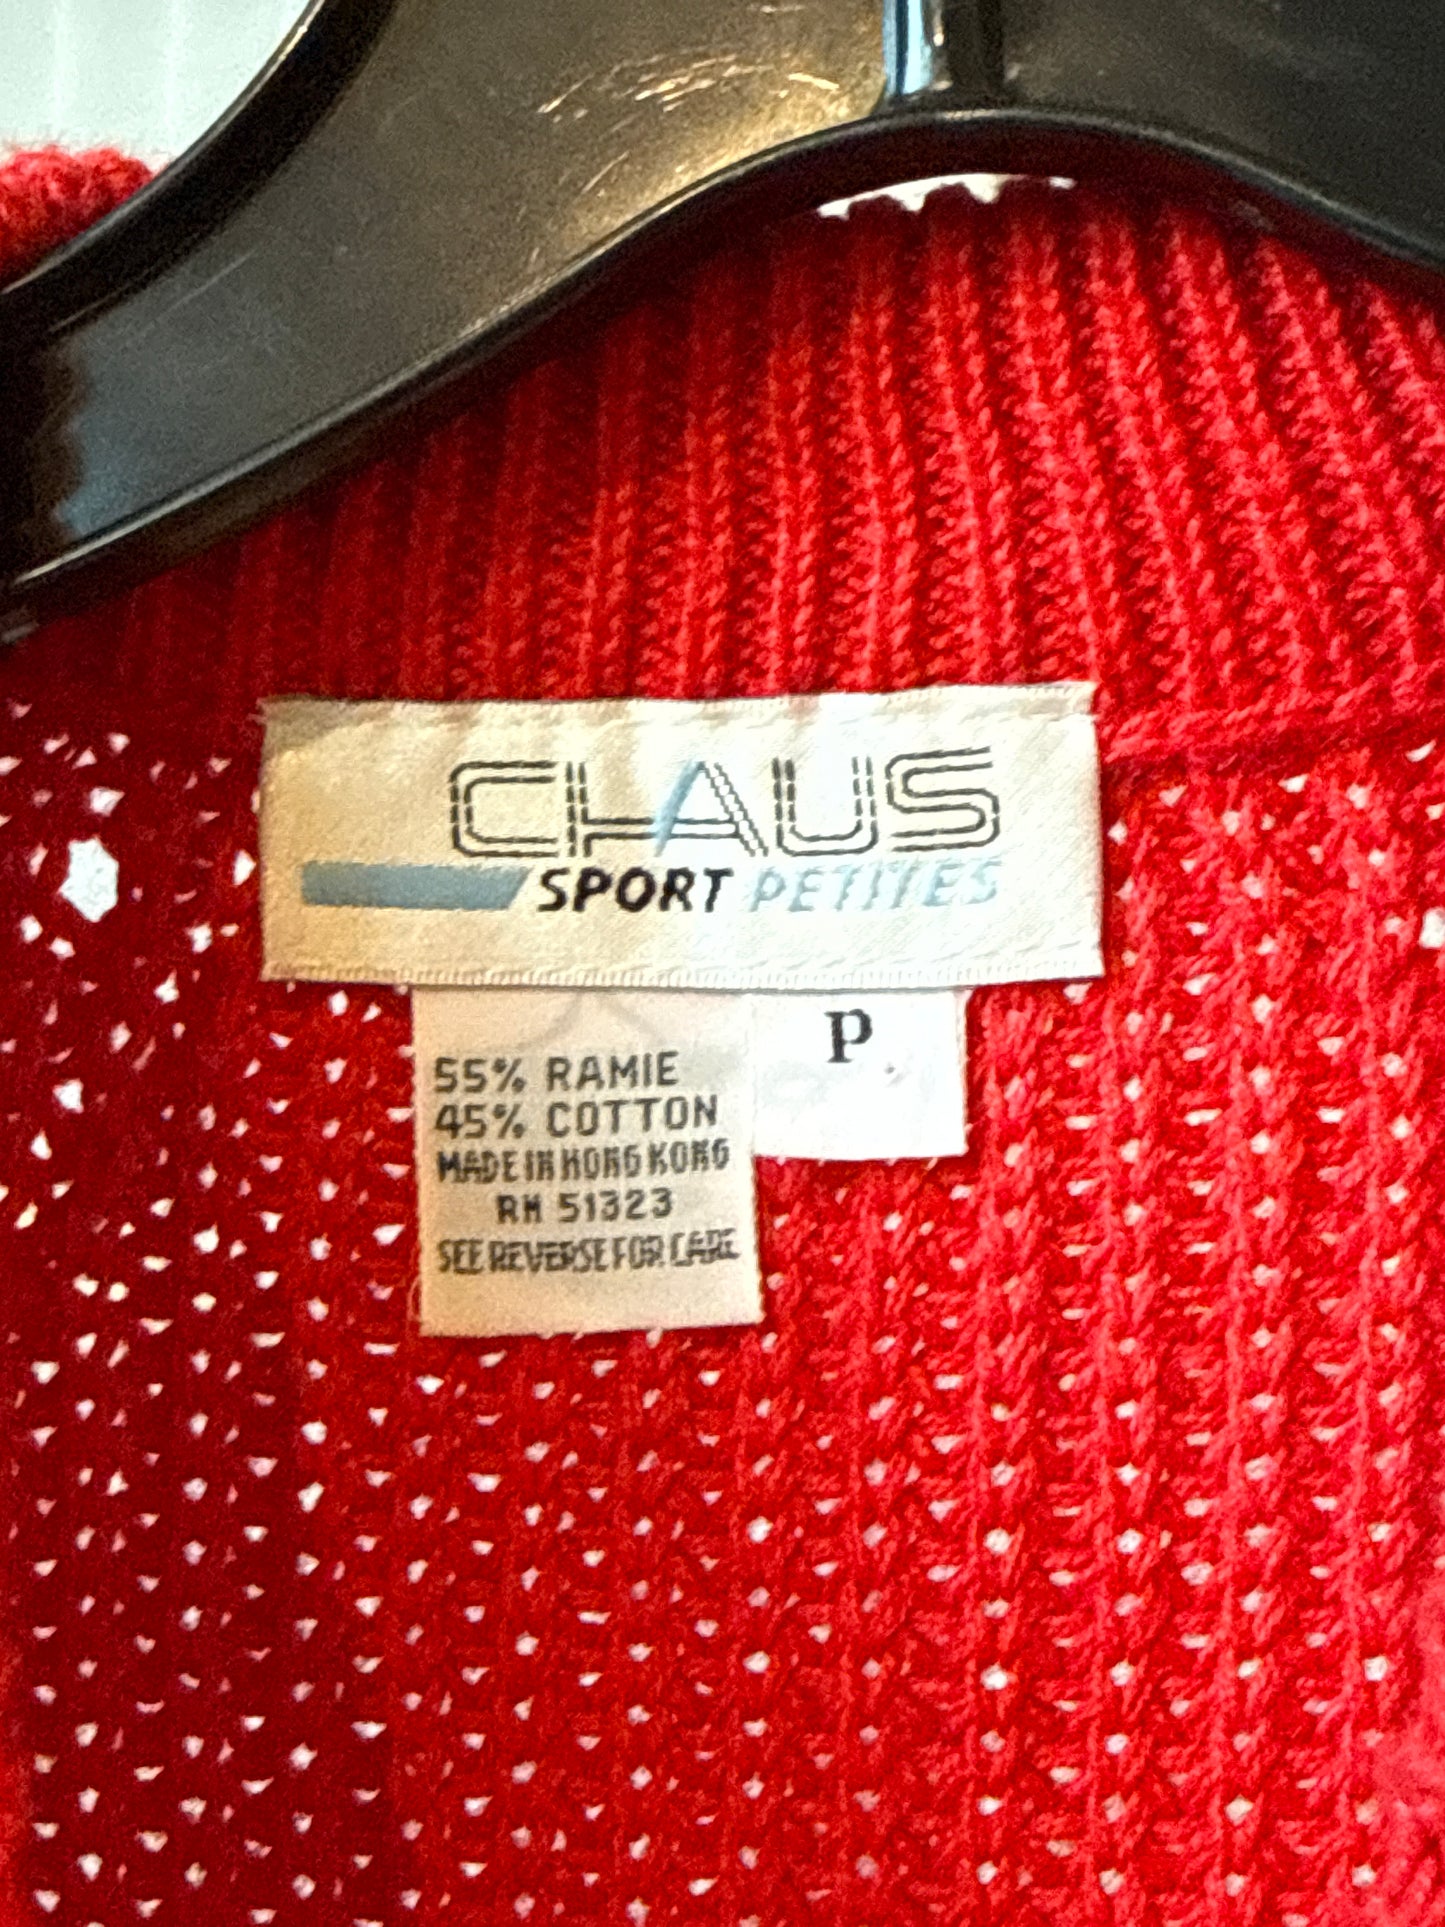 CHAUS
SPORT PETITES
P
55% RAMIE
45% COTTON
MADE IN HONG KONG
RN 51323
SEE REVERSE FOR CARE